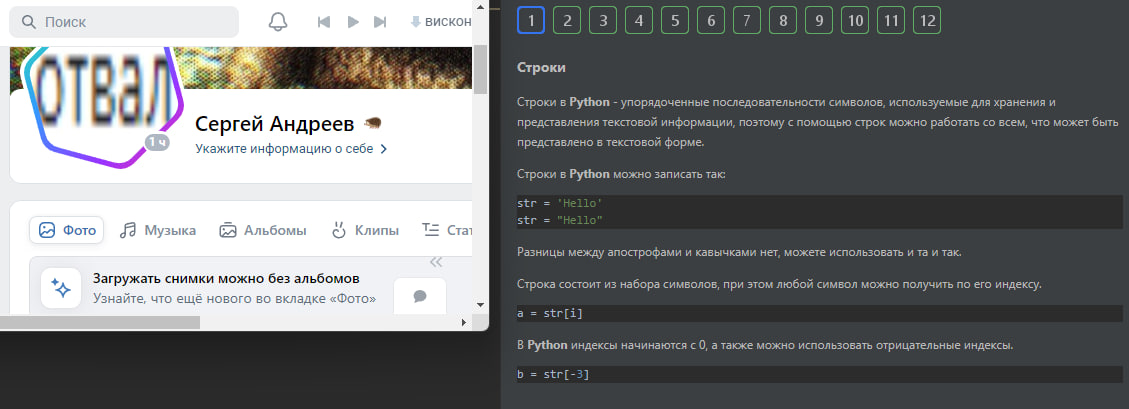 Поиск
вискон
отвал
Сергей Андреев
1 ч
Укажите информацию о себе
Фото
Музыка
Альбомы
Клипы
Стат
Загружать снимки можно без альбомов
Узнайте, что ещё нового во вкладке «Фото»
1 2 3 4 5 6 7 8 9 10 11 12
Строки
Строки в Python - упорядоченные последовательности символов, используемые для хранения и
представления текстовой информации, поэтому с помощью строк можно работать со всем, что может быть
представлено в текстовой форме.
Строки в Python можно записать так:
str = 'Hello'
str = "Hello"
Разницы между апострофами и кавычками нет, можете использовать и та и так.
Строка состоит из набора символов, при этом любой символ можно получить по его индексу.
a = str[i]
В Python индексы начинаются с 0, а также можно использовать отрицательные индексы.
b = str[-3]